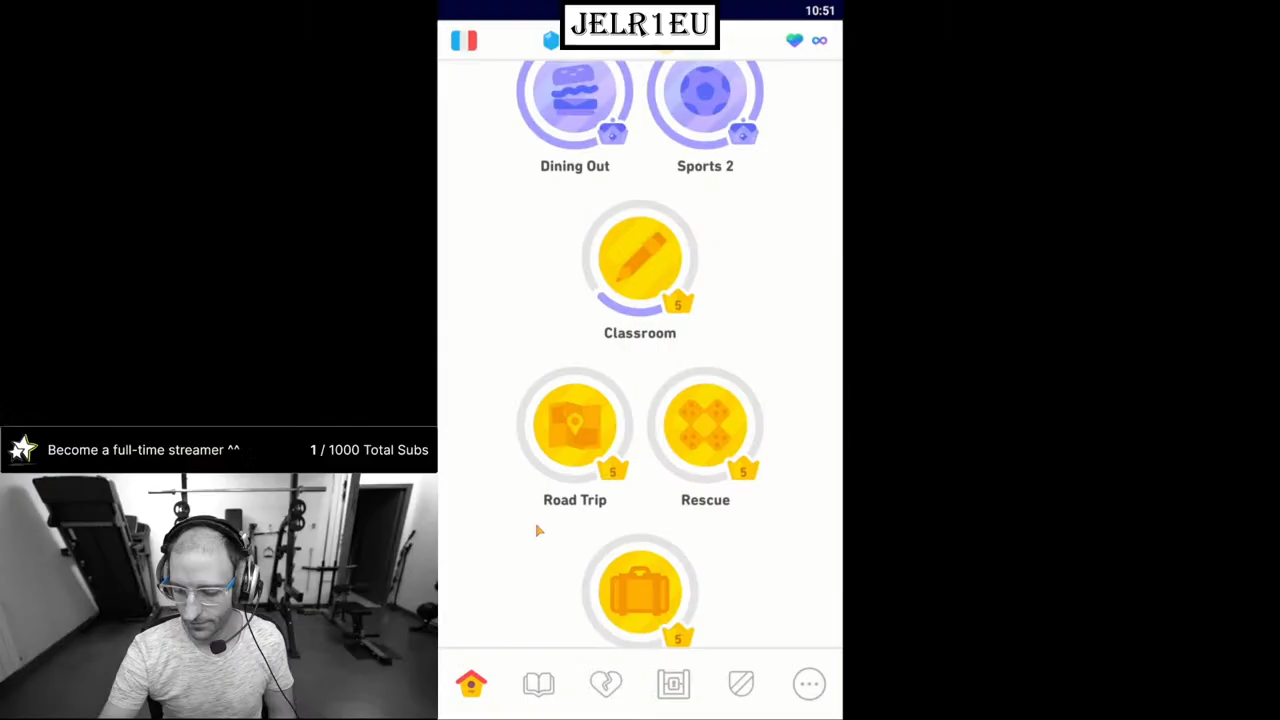 10:51
JELR1EU
Dining Out
Sports 2
5
Classroom
5
5
Road Trip
Rescue
5
Become a full-time streamer ^^
1 / 1000 Total Subs